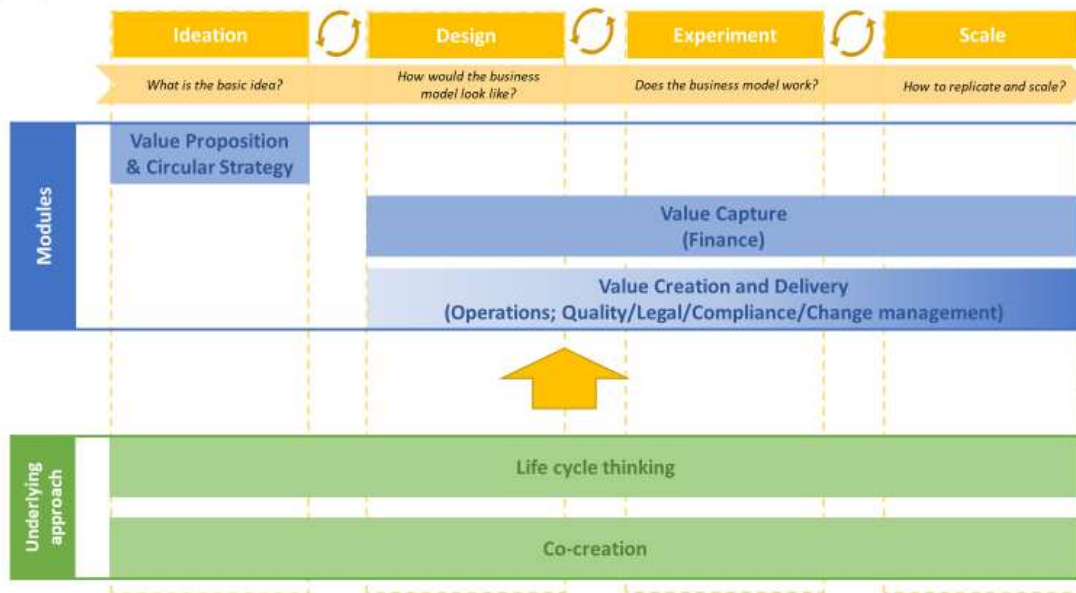 Ideation
Design
Experiment
Scale
What is the basic idea?
How would the business
model look like?
Does the business model work?
How to replicate and scale?
Modules
Value Proposition
& Circular Strategy
Value Capture
(Finance)
Value Creation and Delivery
(Operations; Quality/Legal/Compliance/Change management)
Underlying
approach
Life cycle thinking
Co-creation